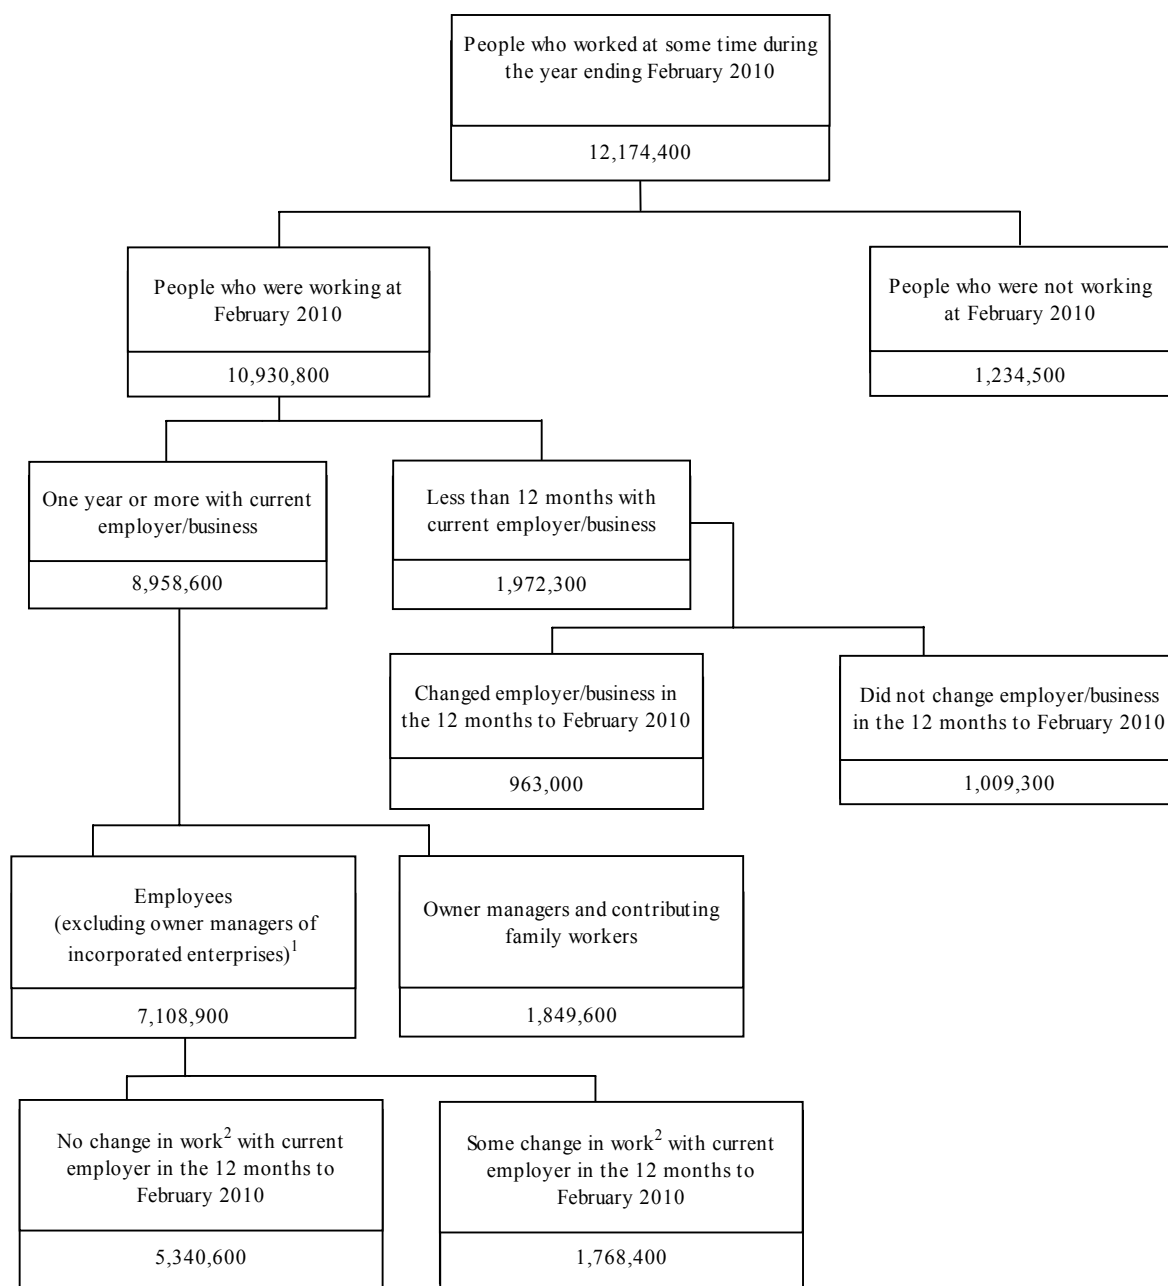 People who worked at some time during
the year ending February 2010
12,174,400
People who were working at
February 2010
10,930,800
People who were not working
at February 2010
1,234,500
One year or more with current
employer/business
8,958,600
Less than 12 months with
current employer/business
1,972,300
Changed employer/business in
the 12 months to February 2010
963,000
Did not change employer/business
in the 12 months to February 2010
1,009,300
Employees
(excluding owner managers of
incorporated enterprises)1
7,108,900
Owner managers and contributing
family workers
1,849,600
No change in work2 with current
employer in the 12 months to
February 2010
5,340,600
Some change in work2 with current
employer in the 12 months to
February 2010
1,768,400